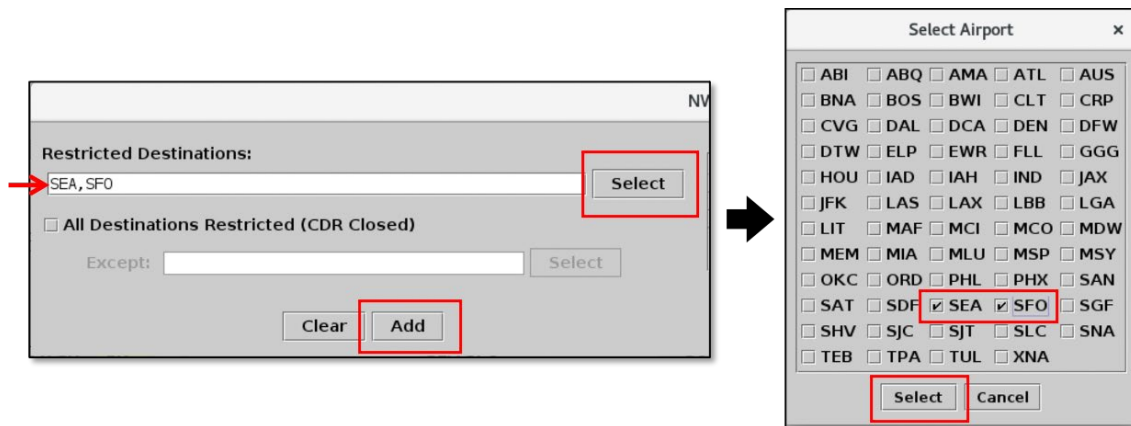 NW
Restricted Destinations:
SEA,SFO
Select
All Destinations Restricted (CDR Closed)
Except:
Select
Clear Add
Select Airport ×
ABI ABQ AMA ATL AUS
BNA BOS BWI CLT CRP
CVG DAL DCA DEN DFW
DTW ELP EWR FLL GGG
HOU IAD IAH IND JAX
JFK LAS LAX LBB LGA
LIT MAF MCI MCO MDW
MEM MIA MLU MSP MSY
OKC ORD PHL PHX SAN
SAT SDF SEA SFO SGF
SHV SJC SJT SLC SNA
TEB TPA TUL XNA
Select Cancel